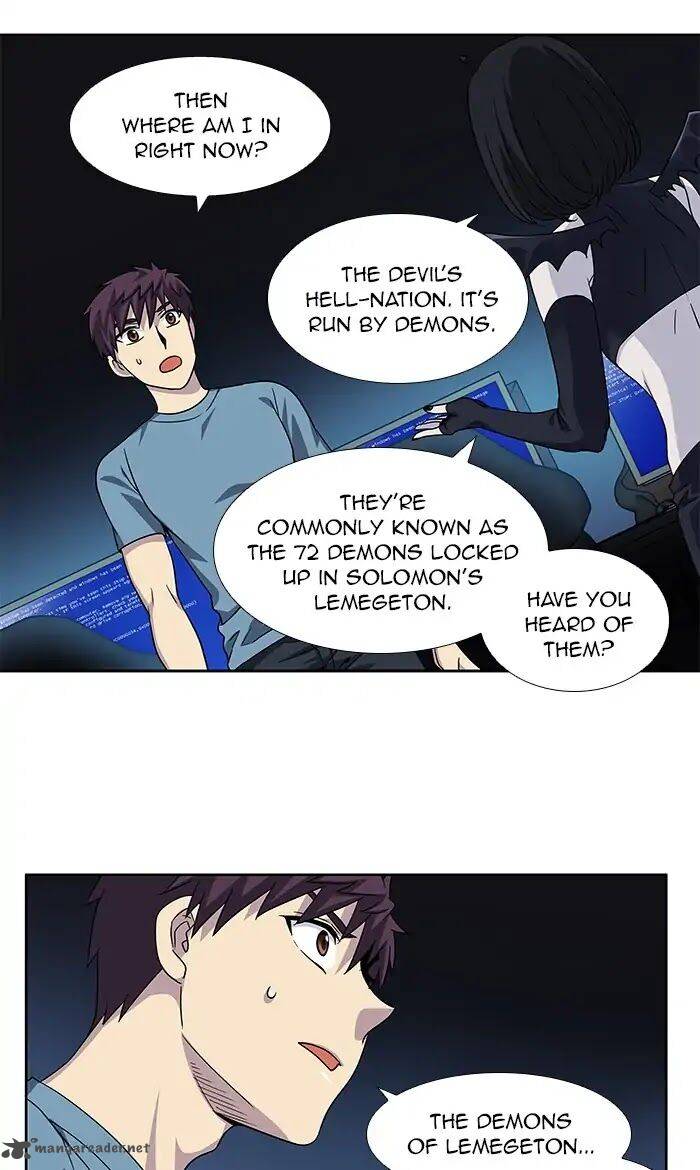 THEN
WHERE AM I IN
RIGHT NOW?
THE DEVIL'S
HELL-NATION. IT'S
RUN BY DEMONS.
THEY'RE
COMMONLY KNOWN AS
THE 72 DEMONS LOCKED
UP IN SOLOMON'S
LEMEGETON.
HAVE YOU
HEARD OF
THEM?
THE DEMONS
OF LEMEGETON...
mangareader.net